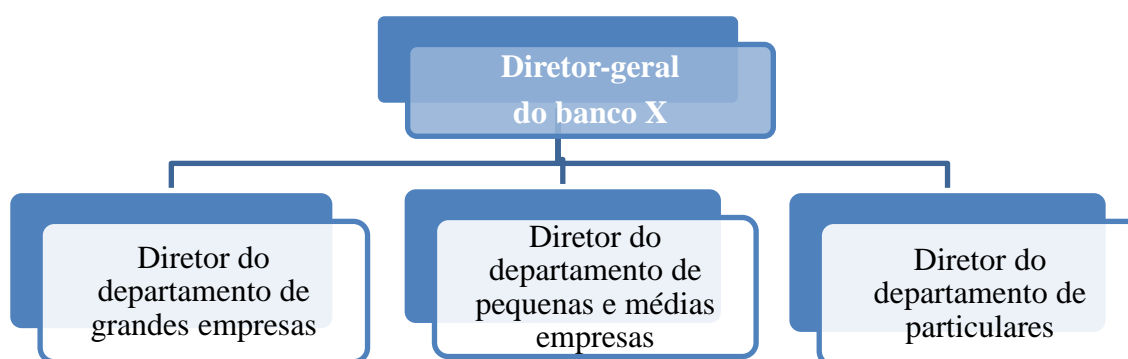 Diretor-geral
do banco X
Diretor do
departamento de
grandes empresas
Diretor do
departamento de
pequenas e médias
empresas
Diretor do
departamento de
particulares